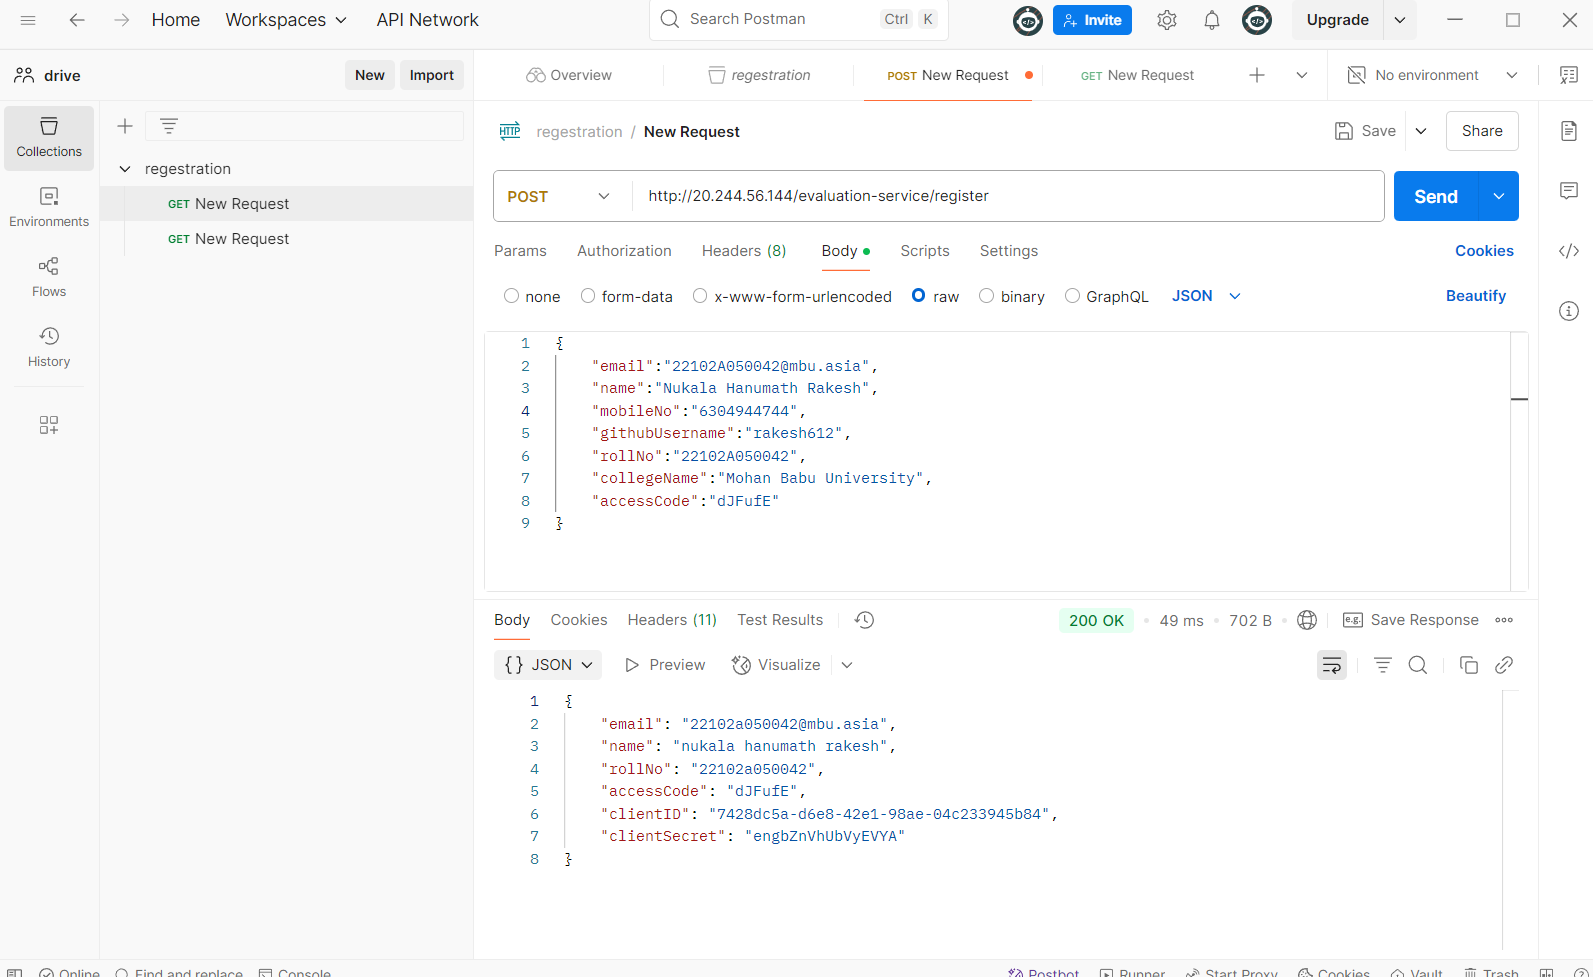 Home Workspaces API Network Search Postman Ctrl K Invite Upgrade
drive New Import Overview regestration POST New Request GET New Request No environment
Collections
Environments
Flows
History
regestration
GET New Request
GET New Request
HTTP regestration / New Request Save Share
POST http://20.244.56.144/evaluation-service/register Send
Params Authorization Headers (8) Body Scripts Settings Cookies
none form-data x-www-form-urlencoded raw binary GraphQL JSON Beautify
1 {
2 "email":"22102A050042@mbu.asia",
3 "name":"Nukala Hanumath Rakesh",
4 "mobileNo":"6304944744",
5 "githubUsername":"rakesh612",
6 "rollNo":"22102A050042",
7 "collegeName":"Mohan Babu University",
8 "accessCode":"dJFufE"
9 }
Body Cookies Headers (11) Test Results 200 OK 49 ms 702 B e.g. Save Response
{} JSON Preview Visualize
1 {
2 "email": "22102a050042@mbu.asia",
3 "name": "nukala hanumath rakesh",
4 "rollNo": "22102a050042",
5 "accessCode": "dJFufE",
6 "clientID": "7428dc5a-d6e8-42e1-98ae-04c233945b84",
7 "clientSecret": "engbZnVhUbVyEVYA"
8 }
Online Find and replace Console Postbot Runner Start Proxy Cookies Vault Trash